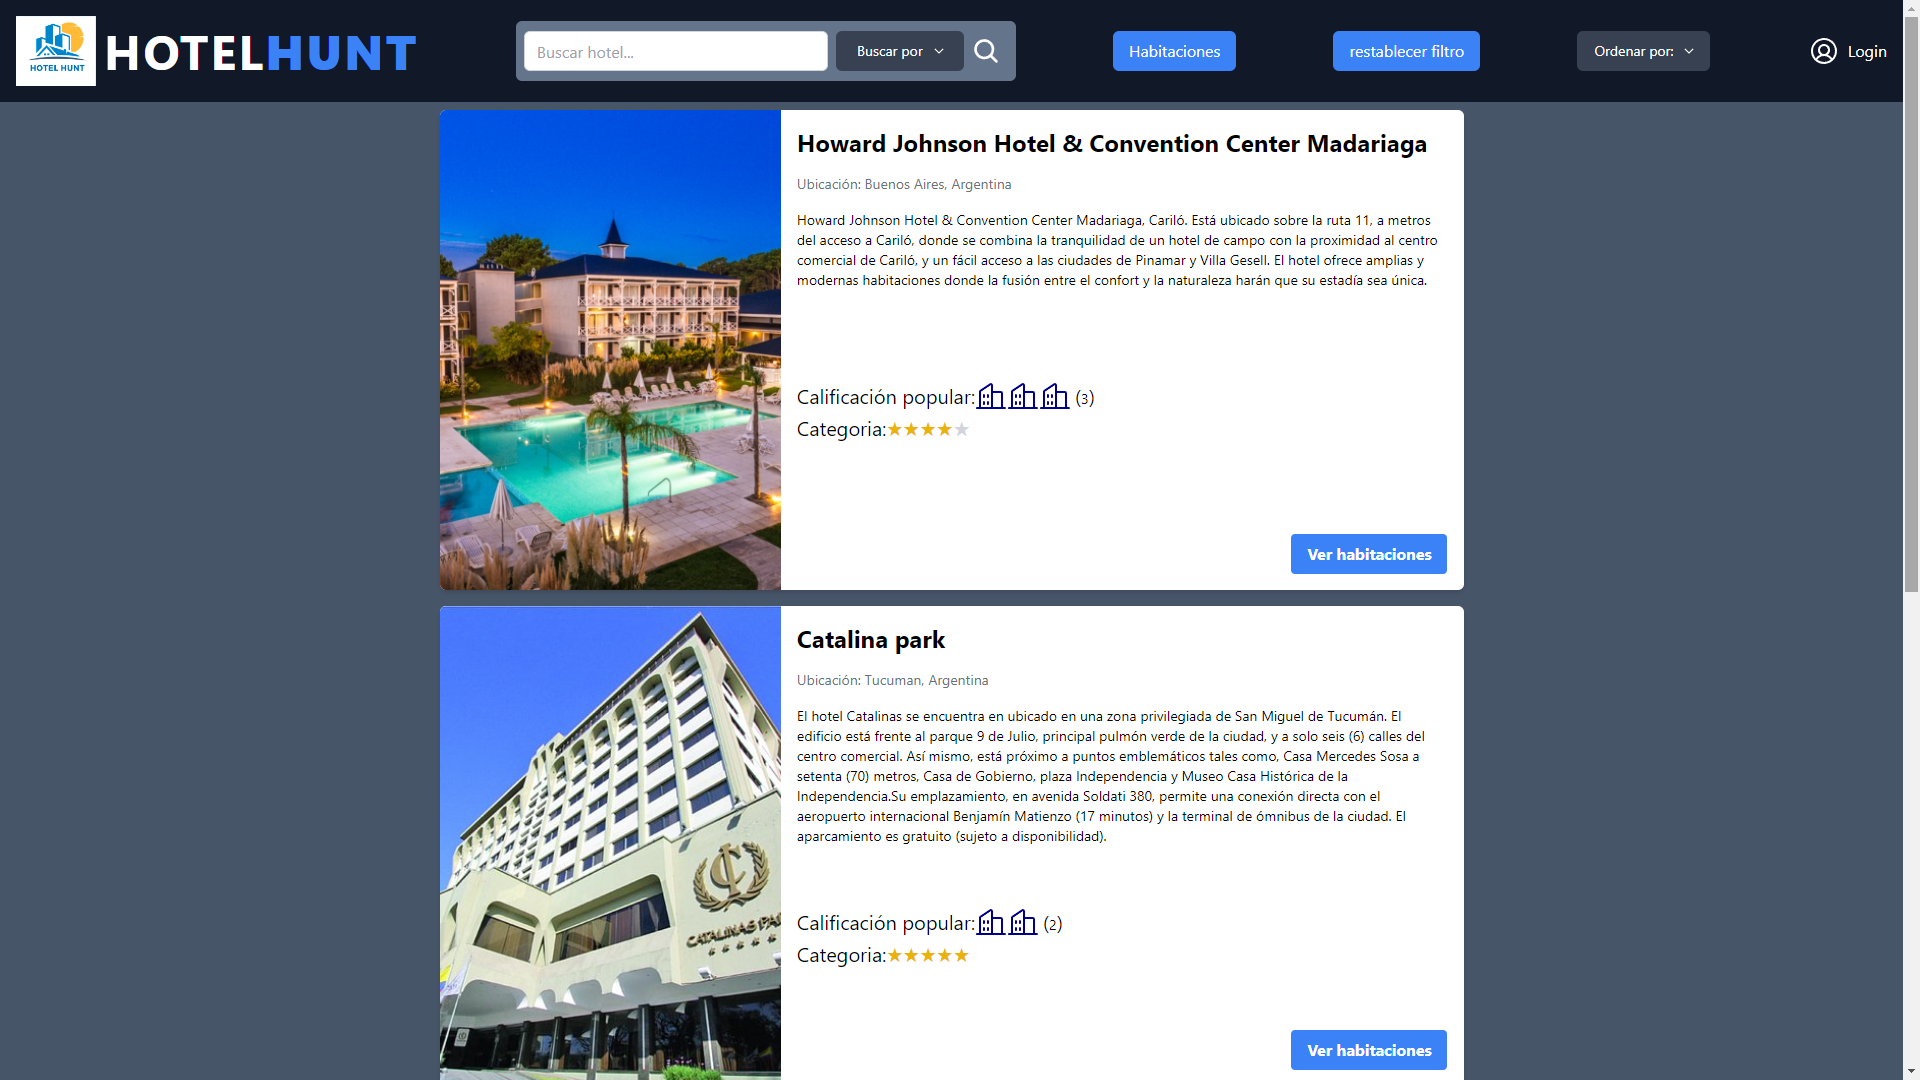 HOTEL HUNT
HOTELHUNT
Buscar hotel...
Buscar por
Habitaciones
restablecer filtro
Ordenar por:
Login
Howard Johnson Hotel & Convention Center Madariaga
Ubicación: Buenos Aires, Argentina
Howard Johnson Hotel & Convention Center Madariaga, Cariló. Está ubicado sobre la ruta 11, a metros
del acceso a Cariló, donde se combina la tranquilidad de un hotel de campo con la proximidad al centro
comercial de Cariló, y un fácil acceso a las ciudades de Pinamar y Villa Gesell. El hotel ofrece amplias y
modernas habitaciones donde la fusión entre el confort y la naturaleza harán que su estadía sea única.
Calificación popular: (3)
Categoria:★★★★★
Ver habitaciones
Catalina park
Ubicación: Tucuman, Argentina
El hotel Catalinas se encuentra en ubicado en una zona privilegiada de San Miguel de Tucumán. El
edificio está frente al parque 9 de Julio, principal pulmón verde de la ciudad, y a solo seis (6) calles del
centro comercial. Así mismo, está próximo a puntos emblemáticos tales como, Casa Mercedes Sosa a
setenta (70) metros, Casa de Gobierno, plaza Independencia y Museo Casa Histórica de la
Independencia.Su emplazamiento, en avenida Soldati 380, permite una conexión directa con el
aeropuerto internacional Benjamín Matienzo (17 minutos) y la terminal de ómnibus de la ciudad. El
aparcamiento es gratuito (sujeto a disponibilidad).
Calificación popular: (2)
Categoria:★★★★★
Ver habitaciones
CATALINAS PA